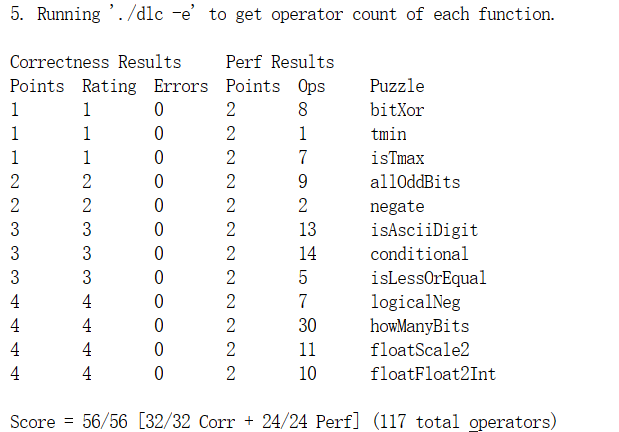 5. Running './dlc -e' to get operator count of each function.
Correctness Results Perf Results
Points Rating Errors Points Ops Puzzle
1 1 0 2 8 bitXor
1 1 0 2 1 tmin
1 1 0 2 7 isTmax
2 2 0 2 9 allOddBits
2 2 0 2 2 negate
3 3 0 2 13 isAsciiDigit
3 3 0 2 14 conditional
3 3 0 2 5 isLessOrEqual
4 4 0 2 7 logicalNeg
4 4 0 2 30 howManyBits
4 4 0 2 11 floatScale2
4 4 0 2 10 floatFloat2Int
Score = 56/56 [32/32 Corr + 24/24 Perf] (117 total operators)